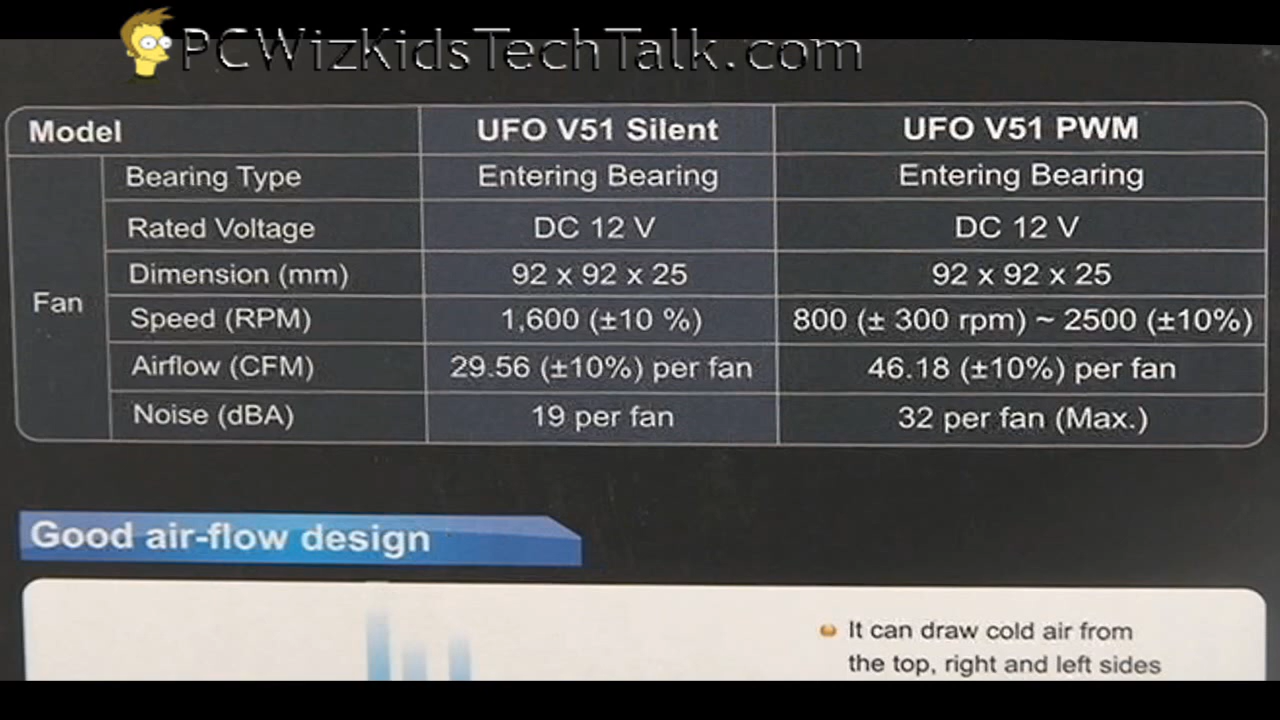 PCWizKidsTechTalk.com
Model UFO V51 Silent UFO V51 PWM
Fan
Bearing Type Entering Bearing Entering Bearing
Rated Voltage DC 12 V DC 12 V
Dimension (mm) 92 x 92 x 25 92 x 92 x 25
Speed (RPM) 1,600 (±10 %) 800 (± 300 rpm) ~ 2500 (±10%)
Airflow (CFM) 29.56 (±10%) per fan 46.18 (±10%) per fan
Noise (dBA) 19 per fan 32 per fan (Max.)
Good air-flow design
It can draw cold air from
the top, right and left sides